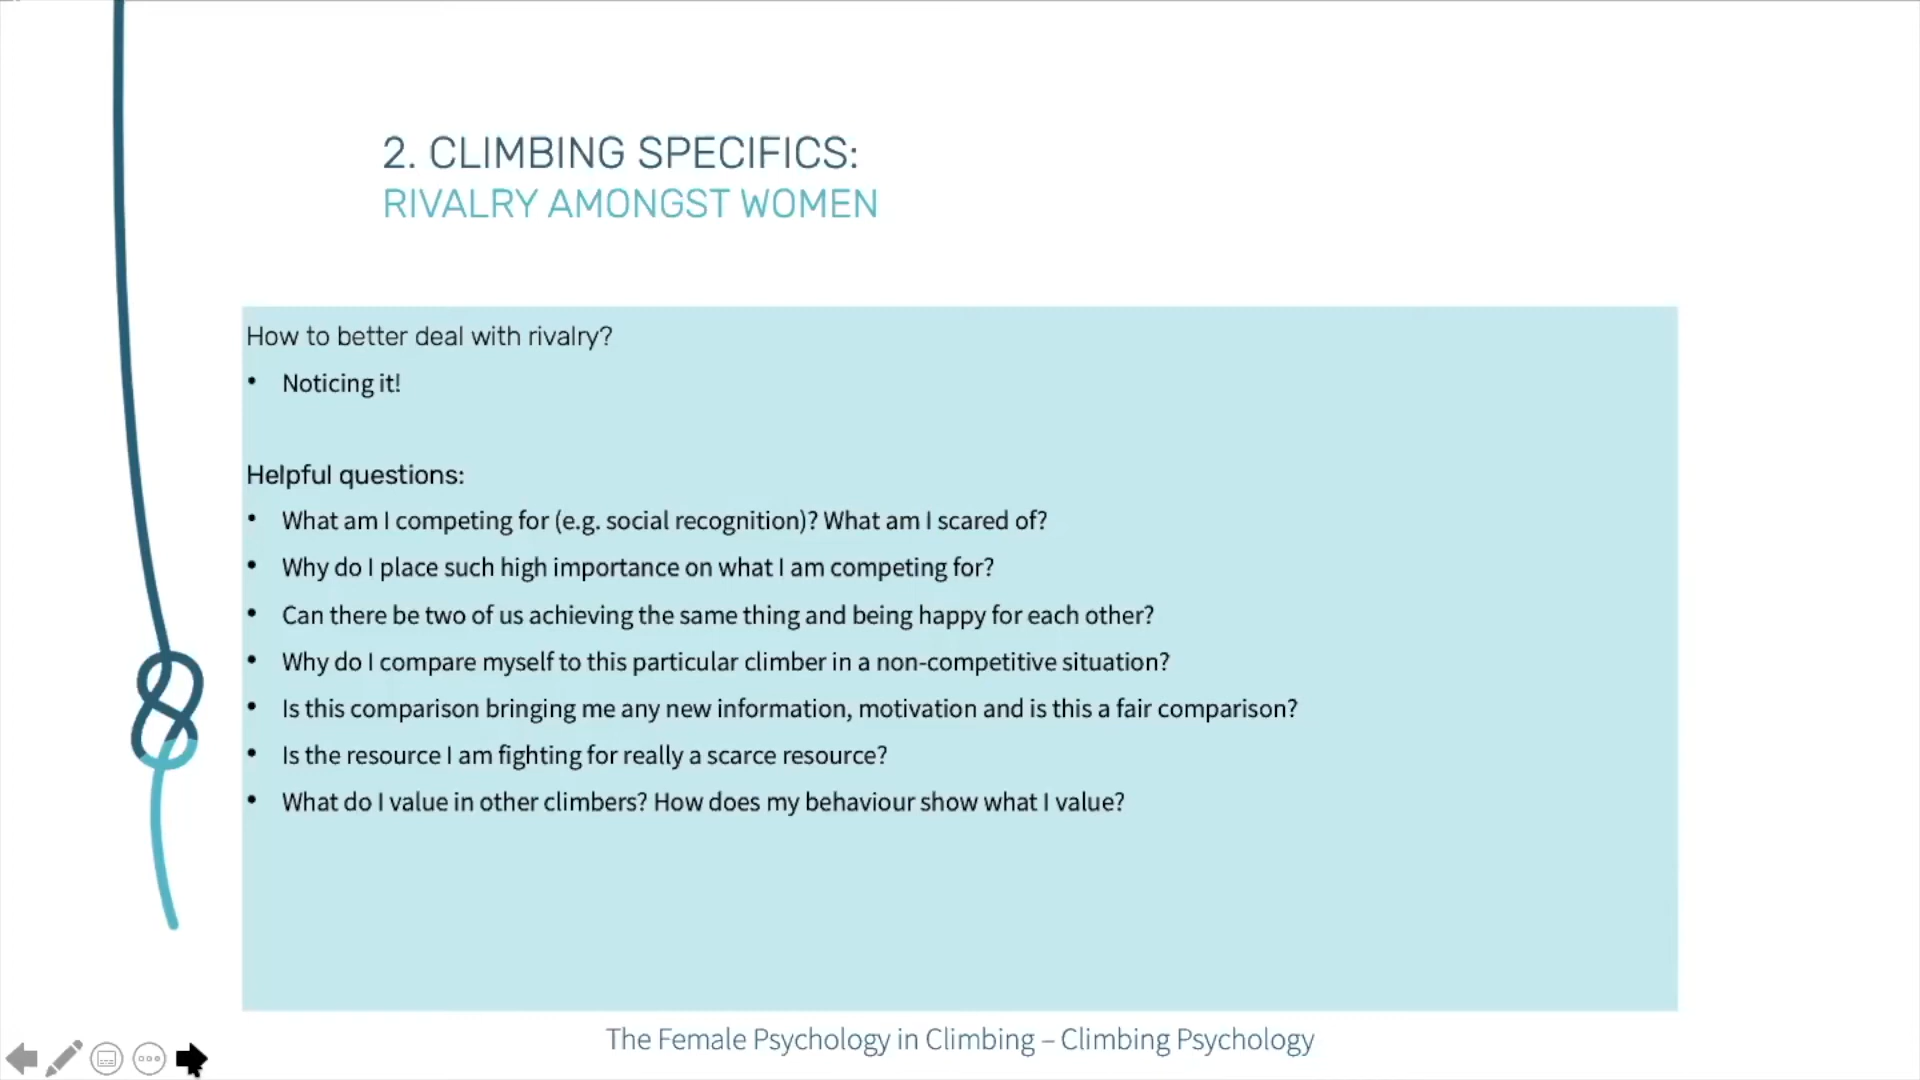 2. CLIMBING SPECIFICS:
RIVALRY AMONGST WOMEN
How to better deal with rivalry?
• Noticing it!
Helpful questions:
• What am I competing for (e.g. social recognition)? What am I scared of?
• Why do I place such high importance on what I am competing for?
• Can there be two of us achieving the same thing and being happy for each other?
• Why do I compare myself to this particular climber in a non-competitive situation?
• Is this comparison bringing me any new information, motivation and is this a fair comparison?
• Is the resource I am fighting for really a scarce resource?
• What do I value in other climbers? How does my behaviour show what I value?
The Female Psychology in Climbing – Climbing Psychology